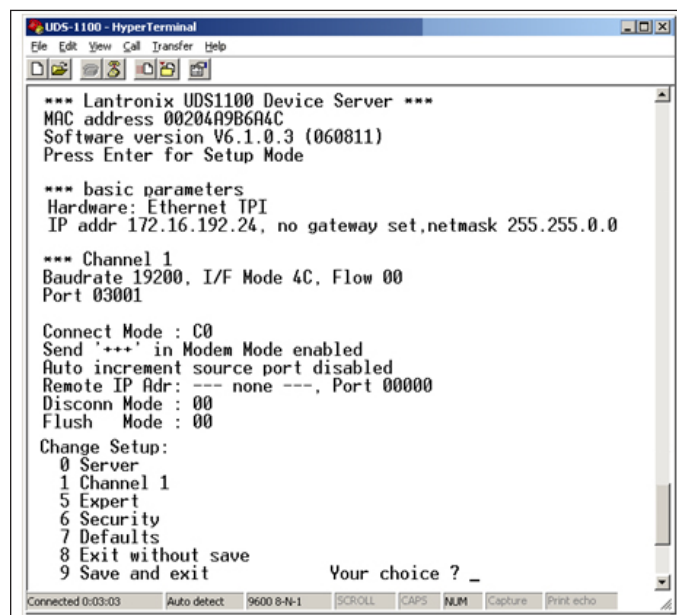 UDS-1100 - HyperTerminal
File Edit View Call Transfer Help
*** Lantronix UDS1100 Device Server ***
MAC address 00204A9B6A4C
Software version V6.1.0.3 (060811)
Press Enter for Setup Mode
*** basic parameters
Hardware: Ethernet TPI
IP addr 172.16.192.24, no gateway set,netmask 255.255.0.0
*** Channel 1
Baudrate 19200, I/F Mode 4C, Flow 00
Port 03001
Connect Mode : C0
Send '+++' in Modem Mode enabled
Auto increment source port disabled
Remote IP Adr: --- none ---, Port 00000
Disconn Mode : 00
Flush   Mode : 00
Change Setup:
0 Server
1 Channel 1
5 Expert
6 Security
7 Defaults
8 Exit without save
9 Save and exit            Your choice ? _
Connected 0:03:03 Auto detect 9600 8-N-1 SCROLL CAPS NUM Capture Print echo